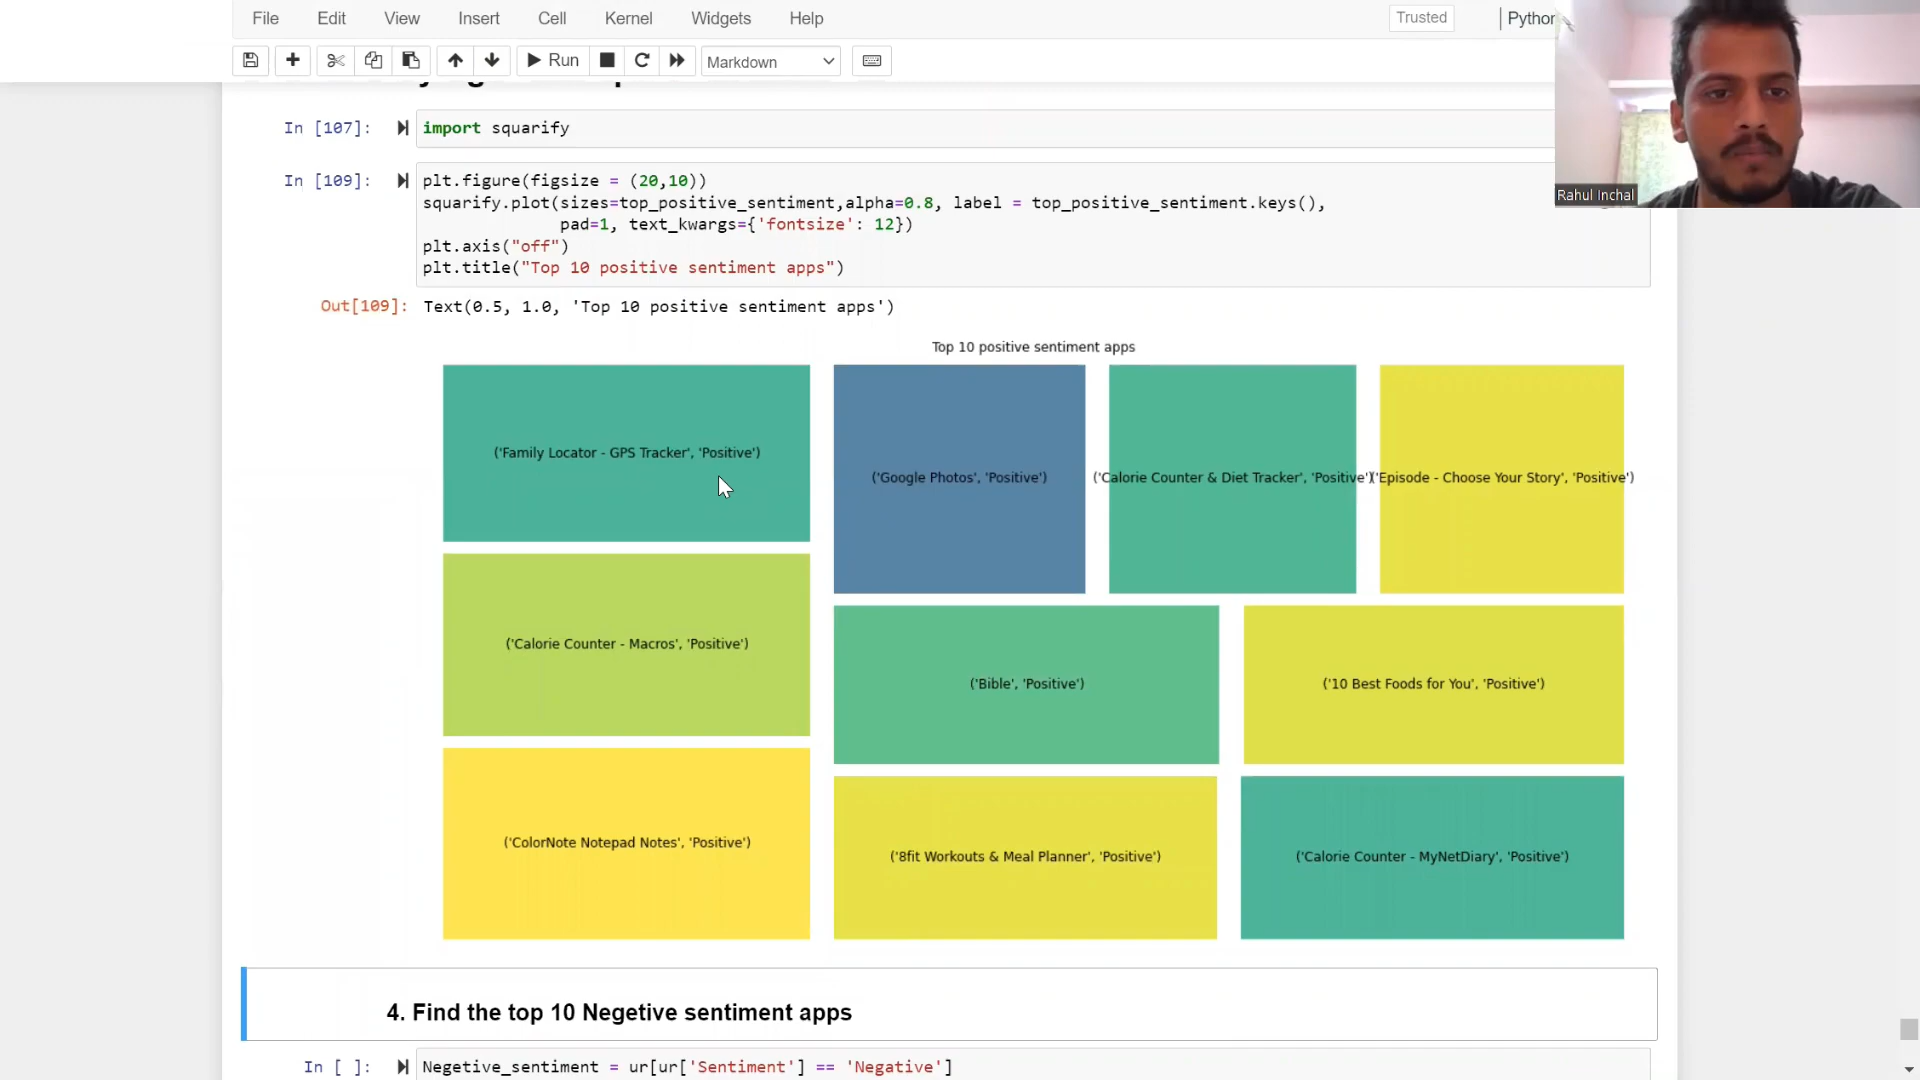 File Edit View Insert Cell Kernel Widgets Help
Trusted
Python
Run
Markdown
Rahul Inchal
In [107]: import squarify
In [109]: plt.figure(figsize = (20,10))
squarify.plot(sizes=top_positive_sentiment,alpha=0.8, label = top_positive_sentiment.keys(),
pad=1, text_kwargs={'fontsize': 12})
plt.axis("off")
plt.title("Top 10 positive sentiment apps")
Out[109]: Text(0.5, 1.0, 'Top 10 positive sentiment apps')
Top 10 positive sentiment apps
('Family Locator - GPS Tracker', 'Positive')
('Google Photos', 'Positive')
('Calorie Counter & Diet Tracker', 'Positive')
('Episode - Choose Your Story', 'Positive')
('Calorie Counter - Macros', 'Positive')
('Bible', 'Positive')
('10 Best Foods for You', 'Positive')
('ColorNote Notepad Notes', 'Positive')
('8fit Workouts & Meal Planner', 'Positive')
('Calorie Counter - MyNetDiary', 'Positive')
4. Find the top 10 Negetive sentiment apps
In [ ]: Negetive_sentiment = ur[ur['Sentiment'] == 'Negative']